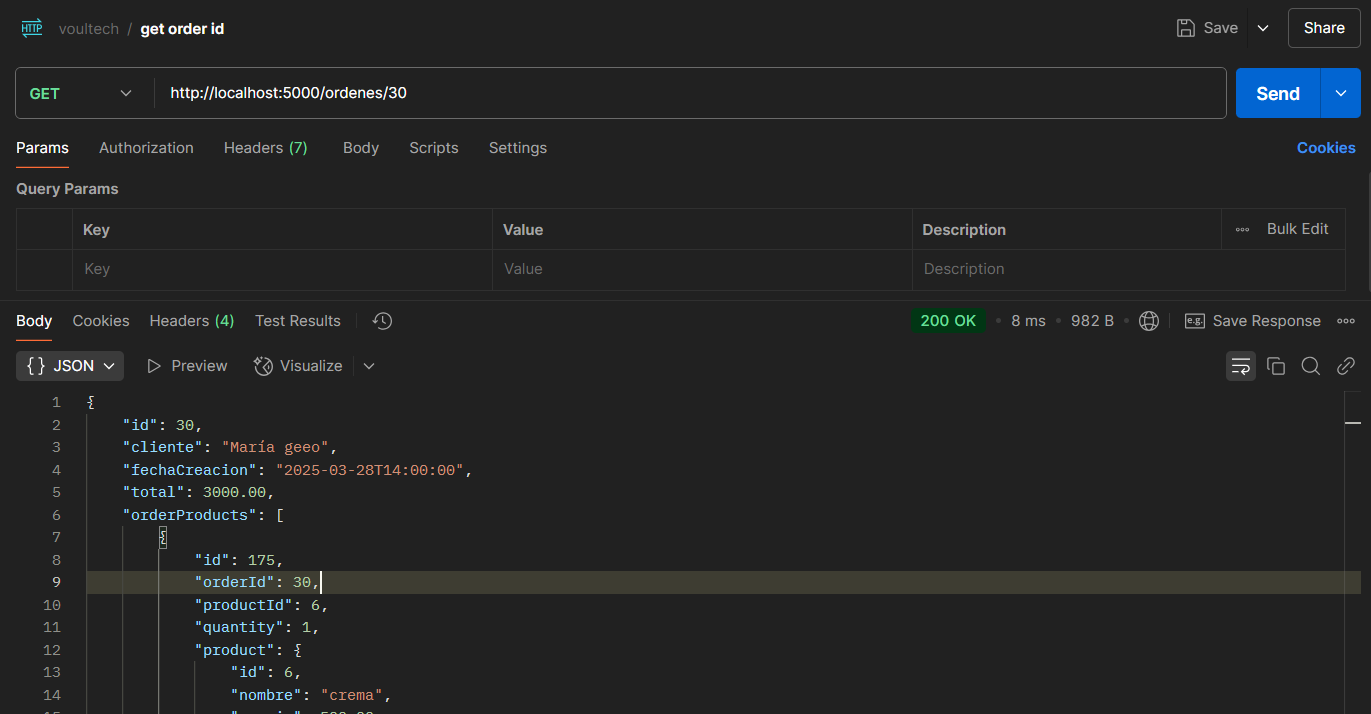 HTTP voultech / get order id Save Share
GET http://localhost:5000/ordenes/30 Send
Params Authorization Headers (7) Body Scripts Settings Cookies
Query Params
Key Value Description Bulk Edit
Key Value Description
Body Cookies Headers (4) Test Results 200 OK • 8 ms • 982 B • e.g. Save Response
{} JSON Preview Visualize
1 {
2 "id": 30,
3 "cliente": "María geeo",
4 "fechaCreacion": "2025-03-28T14:00:00",
5 "total": 3000.00,
6 "orderProducts": [
7 {
8 "id": 175,
9 "orderId": 30,
10 "productId": 6,
11 "quantity": 1,
12 "product": {
13 "id": 6,
14 "nombre": "crema",